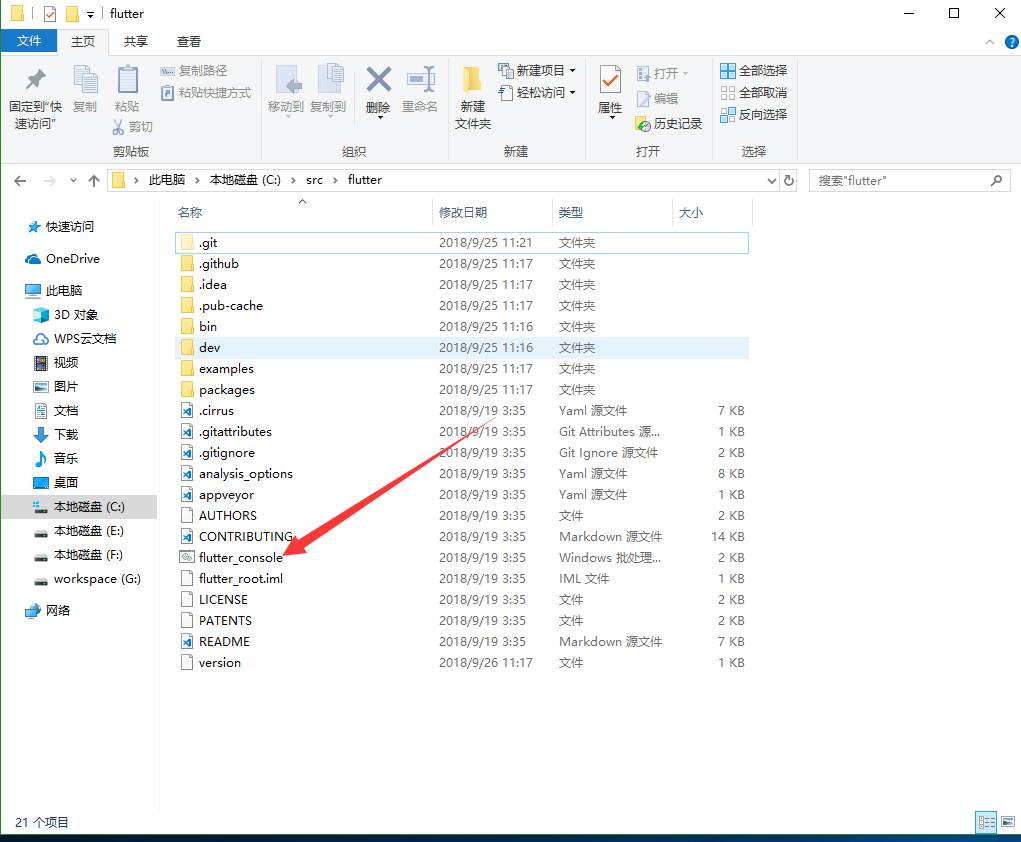 flutter
文件 主页 共享 查看
固定到"快速访问"
复制
粘贴
复制路径
粘贴快捷方式
剪切
剪贴板
移动到
复制到
删除
重命名
组织
新建文件夹
新建项目
轻松访问
新建
属性
打开
编辑
历史记录
打开
全部选择
全部取消
反向选择
选择
此电脑 > 本地磁盘 (C:) > src > flutter
搜索"flutter"
快速访问
OneDrive
此电脑
3D 对象
WPS云文档
视频
图片
文档
下载
音乐
桌面
本地磁盘 (C:)
本地磁盘 (E:)
本地磁盘 (F:)
workspace (G:)
网络
名称 修改日期 类型 大小
.git 2018/9/25 11:21 文件夹
.github 2018/9/25 11:17 文件夹
.idea 2018/9/25 11:17 文件夹
.pub-cache 2018/9/25 11:17 文件夹
bin 2018/9/25 11:16 文件夹
dev 2018/9/25 11:16 文件夹
examples 2018/9/25 11:17 文件夹
packages 2018/9/25 11:17 文件夹
.cirrus 2018/9/19 3:35 Yaml 源文件 7 KB
.gitattributes 2018/9/19 3:35 Git Attributes 源... 1 KB
.gitignore 2018/9/19 3:35 Git Ignore 源文件 2 KB
analysis_options 2018/9/19 3:35 Yaml 源文件 8 KB
appveyor 2018/9/19 3:35 Yaml 源文件 1 KB
AUTHORS 2018/9/19 3:35 文件 2 KB
CONTRIBUTING 2018/9/19 3:35 Markdown 源文件 14 KB
flutter_console 2018/9/19 3:35 Windows 批处理... 2 KB
flutter_root.iml 2018/9/19 3:35 IML 文件 2 KB
LICENSE 2018/9/19 3:35 文件 2 KB
PATENTS 2018/9/19 3:35 文件 2 KB
README 2018/9/19 3:35 Markdown 源文件 7 KB
version 2018/9/26 11:17 文件 1 KB
21 个项目